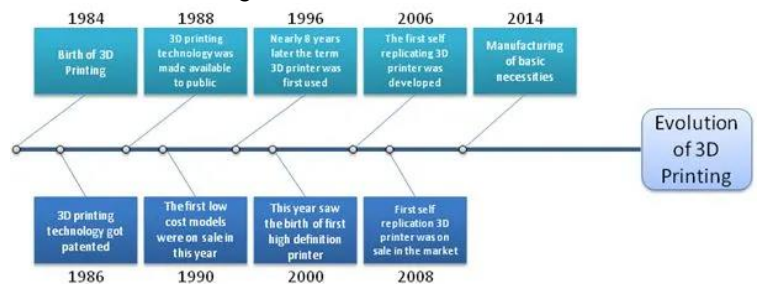 1984
1988
1996
2006
2014
Birth of 3D
Printing
3D printing
technology was
made available
to public
Nearly 8 years
later the term
3D printer was
first used
The first self
replicating 3D
printer was
developed
Manufacturing
of basic
necessities
Evolution
of 3D
Printing
3D printing
technology got
patented
The first low
cost models
were on sale in
this year
This year saw
the birth of first
high definition
printer
First self
replication 3D
printer was on
sale in the market
1986
1990
2000
2008